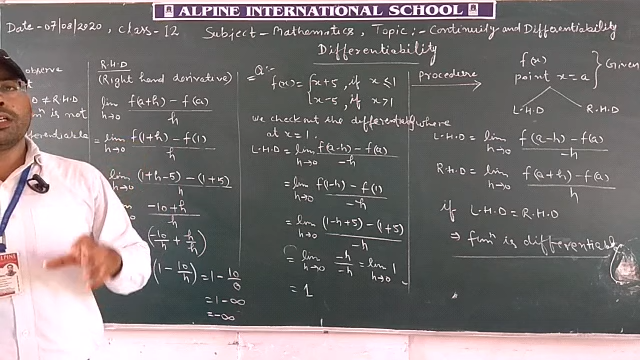 ALPINE INTERNATIONAL SCHOOL
Date-07/08/2020, class-12 Subject-Mathematics, Topic:- Continuity and Differentiability
Differentiability
observe
≠ R.H.D
is not
R.H.D
(Right hand derivative)
lim h→0 f(a+h) - f(a) / h
= lim h→0 f(1+h) - f(1) / h
lim h→0 (1+h-5) - (1+5) / h
-10+h / h
(-10/h + h/h)
(1 - 10/h) = 1 - 10/0
= 1 - ∞
= -∞
Q:-
f(x) = { x+5, if x ≤ 1
x-5, if x > 1
we check out the differentiability where
at x = 1.
L.H.D = lim h→0 f(a-h) - f(a) / -h
= lim h→0 f(1-h) - f(1) / -h
= lim h→0 (1-h+5) - (1+5) / -h
= lim h→0 -h/-h = lim h→0 1
= 1
Procedure
f(x)
point x=a } Given
L.H.D R.H.D
L.H.D = lim h→0 f(a-h) - f(a) / -h
R.H.D = lim h→0 f(a+h) - f(a) / h
if L.H.D = R.H.D
⇒ funⁿ is differentiable
ALPINE